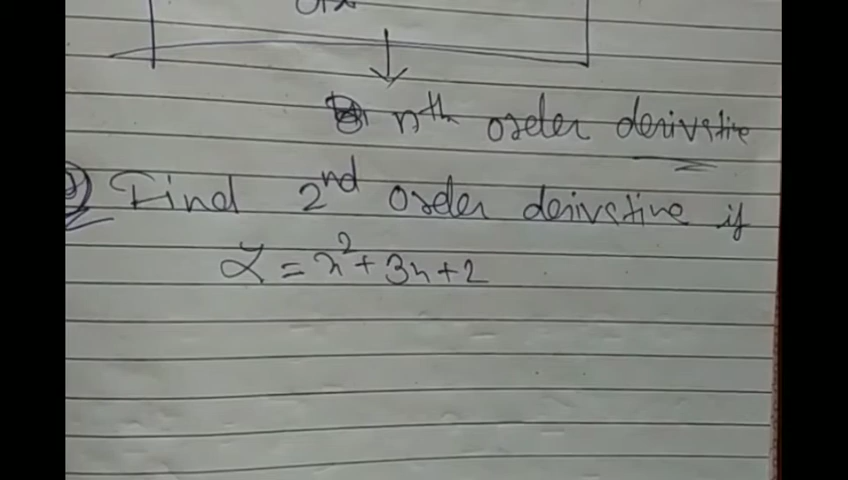 nth order derivative
Find 2nd order derivative if
y = x² + 3x + 2